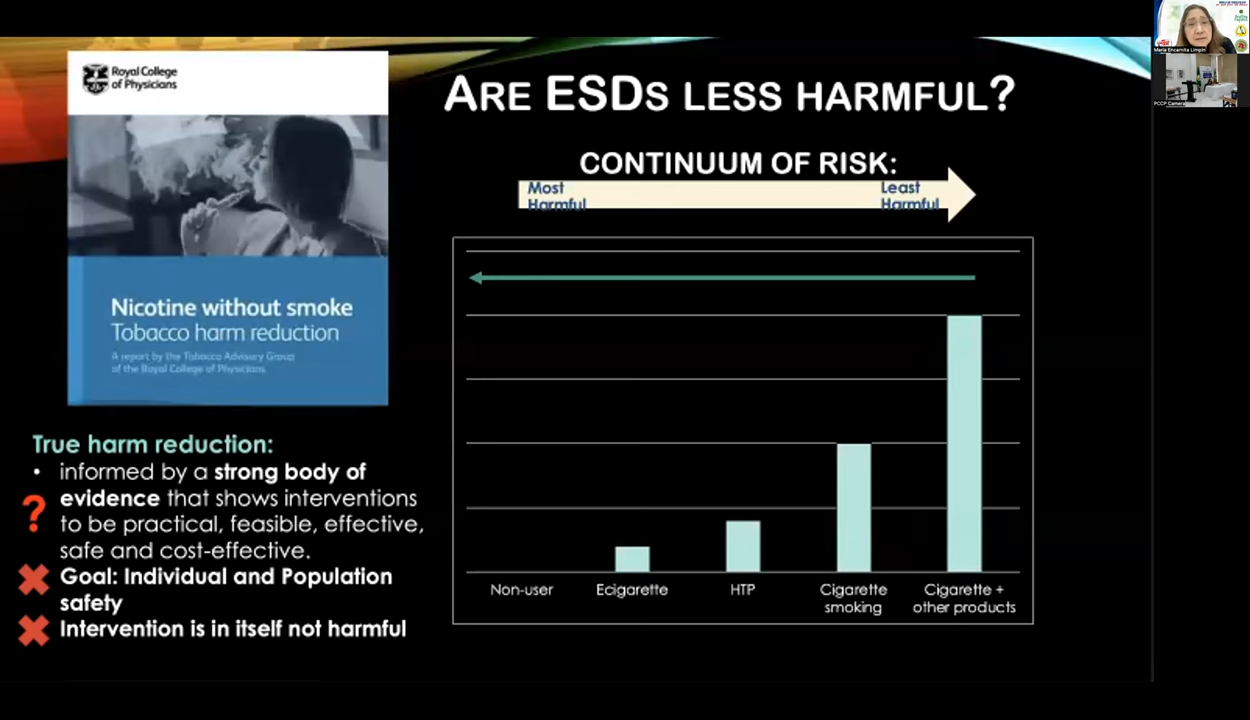 Royal College
of Physicians
Nicotine without smoke
Tobacco harm reduction
A report by the Tobacco Advisory Group
of the Royal College of Physicians
True harm reduction:
• informed by a strong body of
evidence that shows interventions
to be practical, feasible, effective,
safe and cost-effective.
Goal: Individual and Population
safety
Intervention is in itself not harmful
?
ARE ESDS LESS HARMFUL?
CONTINUUM OF RISK:
Most
Harmful
Least
Harmful
Non-user
Ecigarette
HTP
Cigarette
smoking
Cigarette +
other products
Maria Encarnita Limpin
PCCP Camera